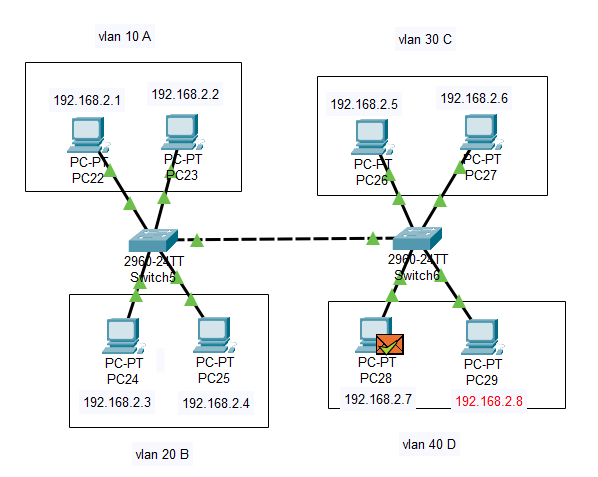 vlan 10 A
vlan 30 C
192.168.2.1
192.168.2.2
192.168.2.5
192.168.2.6
PC-PT
PC22
PC-PT
PC23
PC-PT
PC26
PC-PT
PC27
2960-24TT
Switch5
2960-24TT
Switch6
PC-PT
PC24
PC-PT
PC25
PC-PT
PC28
PC-PT
PC29
192.168.2.3
192.168.2.4
192.168.2.7
192.168.2.8
vlan 20 B
vlan 40 D